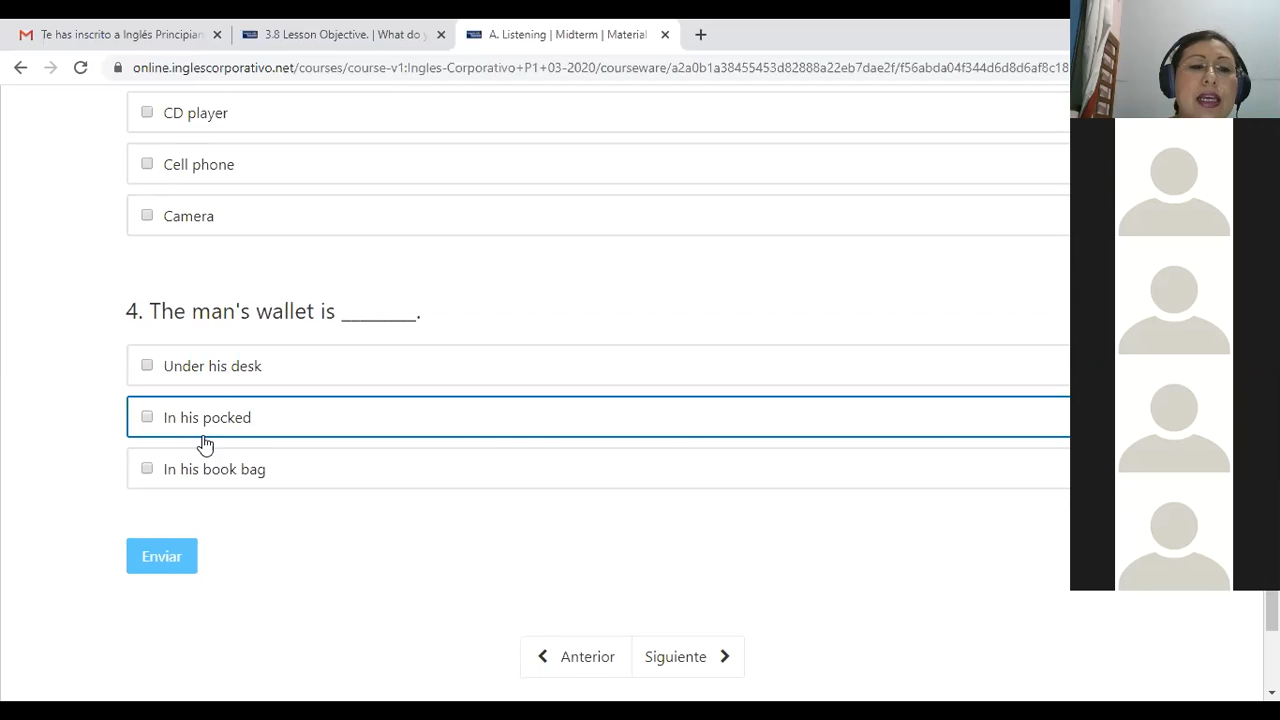 Te has inscrito a Inglés Principian
3.8 Lesson Objective. | What do y
A. Listening | Midterm | Material
online.inglescorporativo.net/courses/course-v1:Ingles-Corporativo+P1+03-2020/courseware/a2a0b1a38455453d82888a22eb7dae2f/f56abda04f344d6d8d6af8c18
CD player
Cell phone
Camera
4. The man's wallet is ________.
Under his desk
In his pocked
In his book bag
Enviar
Anterior
Siguiente